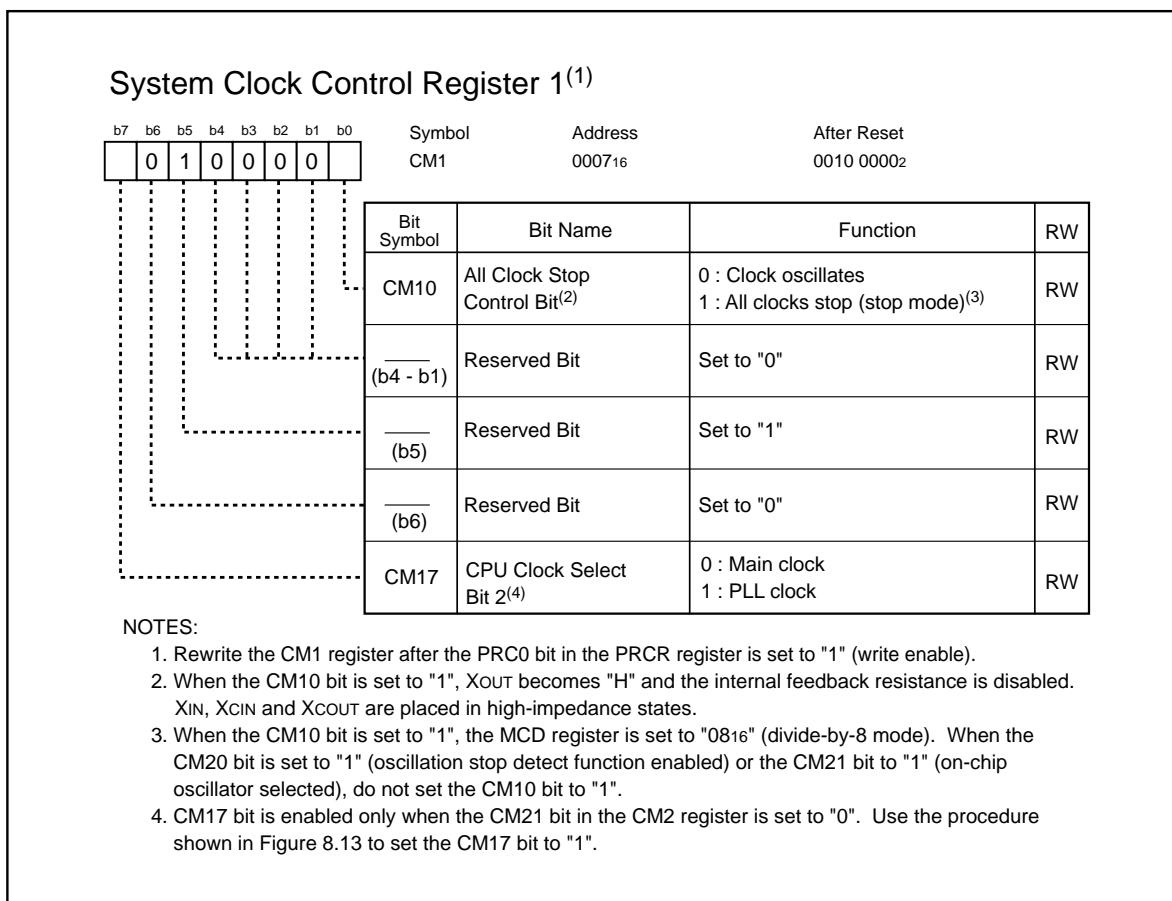 System Clock Control Register 1(1)
b7 b6 b5 b4 b3 b2 b1 b0
0 1 0 0 0 0
Symbol Address After Reset
CM1 000716 0010 00002
Bit Symbol Bit Name Function RW
CM10 All Clock Stop Control Bit(2) 0 : Clock oscillates RW
1 : All clocks stop (stop mode)(3)
(b4 - b1) Reserved Bit Set to "0" RW
(b5) Reserved Bit Set to "1" RW
(b6) Reserved Bit Set to "0" RW
CM17 CPU Clock Select Bit 2(4) 0 : Main clock RW
1 : PLL clock
NOTES:
1. Rewrite the CM1 register after the PRC0 bit in the PRCR register is set to "1" (write enable).
2. When the CM10 bit is set to "1", XOUT becomes "H" and the internal feedback resistance is disabled.
XIN, XCIN and XCOUT are placed in high-impedance states.
3. When the CM10 bit is set to "1", the MCD register is set to "0816" (divide-by-8 mode). When the
CM20 bit is set to "1" (oscillation stop detect function enabled) or the CM21 bit to "1" (on-chip
oscillator selected), do not set the CM10 bit to "1".
4. CM17 bit is enabled only when the CM21 bit in the CM2 register is set to "0". Use the procedure
shown in Figure 8.13 to set the CM17 bit to "1".